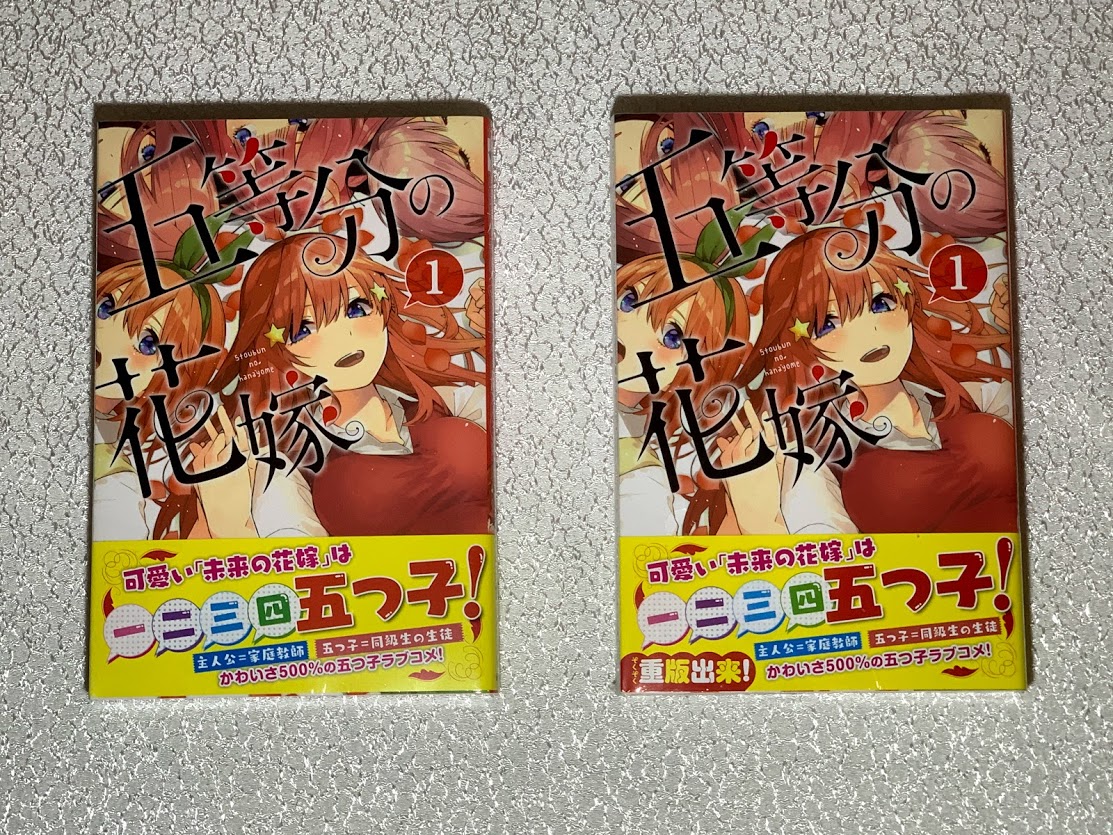 五等分の
花嫁
1
5toubun
no
hanayome
可愛い「未来の花嫁」は
一二三四五つ子!
主人公=家庭教師
五つ子=同級生の生徒
かわいさ500%の五つ子ラブコメ!
五等分の
花嫁
1
5toubun
no
hanayome
可愛い「未来の花嫁」は
一二三四五つ子!
主人公=家庭教師
五つ子=同級生の生徒
ぞくぞく
重版出来!
かわいさ500%の五つ子ラブコメ!